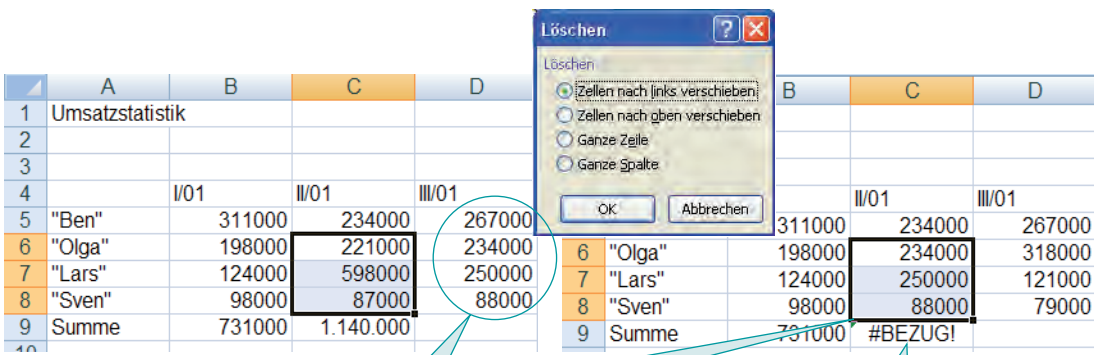 Löschen
Löschen
Zellen nach links verschieben
Zellen nach oben verschieben
Ganze Zeile
Ganze Spalte
OK Abbrechen
A B C D
1 Umsatzstatistik
2
3
4 I/01 II/01 III/01
5 "Ben" 311000 234000 267000
6 "Olga" 198000 221000 234000
7 "Lars" 124000 598000 250000
8 "Sven" 98000 87000 88000
9 Summe 731000 1.140.000
10
B C D
II/01 III/01
311000 234000 267000
6 "Olga" 198000 234000 318000
7 "Lars" 124000 250000 121000
8 "Sven" 98000 88000 79000
9 Summe 731000 #BEZUG!